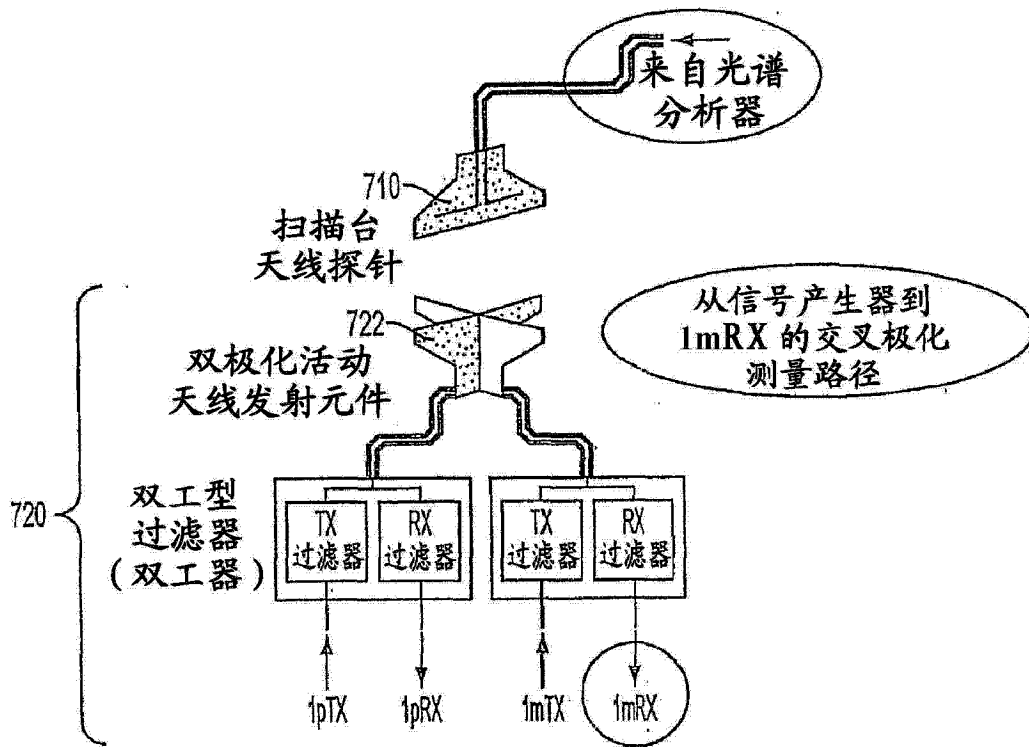 来自光谱
分析器
710
扫描台
天线探针
722
双极化活动
天线发射元件
从信号产生器到
1mRX 的交叉极化
测量路径
720
双工型
过滤器
(双工器)
TX
过滤器
RX
过滤器
TX
过滤器
RX
过滤器
1pTX
1pRX
1mTX
1mRX